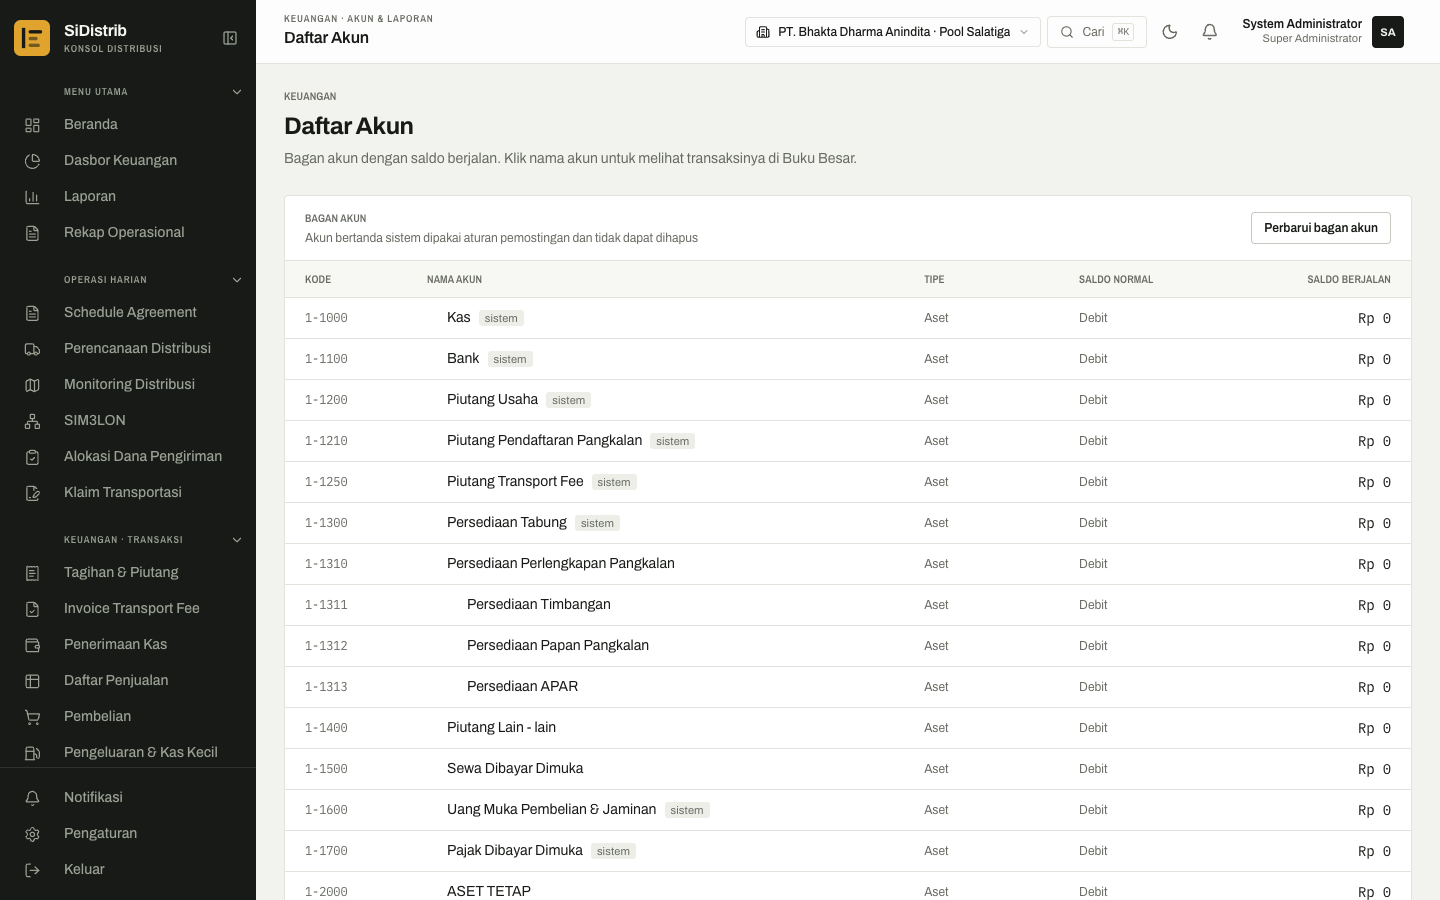 SiDistrib
KONSOL DISTRIBUSI
MENU UTAMA
Beranda
Dasbor Keuangan
Laporan
Rekap Operasional
OPERASI HARIAN
Schedule Agreement
Perencanaan Distribusi
Monitoring Distribusi
SIM3LON
Alokasi Dana Pengiriman
Klaim Transportasi
KEUANGAN · TRANSAKSI
Tagihan & Piutang
Invoice Transport Fee
Penerimaan Kas
Daftar Penjualan
Pembelian
Pengeluaran & Kas Kecil
Notifikasi
Pengaturan
Keluar
KEUANGAN · AKUN & LAPORAN
Daftar Akun
PT. Bhakta Dharma Anindita · Pool Salatiga
Cari ⌘K
System Administrator
Super Administrator
SA
KEUANGAN
Daftar Akun
Bagan akun dengan saldo berjalan. Klik nama akun untuk melihat transaksinya di Buku Besar.
BAGAN AKUN
Akun bertanda sistem dipakai aturan pemostingan dan tidak dapat dihapus
Perbarui bagan akun
KODE NAMA AKUN TIPE SALDO NORMAL SALDO BERJALAN
1-1000 Kas sistem Aset Debit Rp 0
1-1100 Bank sistem Aset Debit Rp 0
1-1200 Piutang Usaha sistem Aset Debit Rp 0
1-1210 Piutang Pendaftaran Pangkalan sistem Aset Debit Rp 0
1-1250 Piutang Transport Fee sistem Aset Debit Rp 0
1-1300 Persediaan Tabung sistem Aset Debit Rp 0
1-1310 Persediaan Perlengkapan Pangkalan Aset Debit Rp 0
1-1311 Persediaan Timbangan Aset Debit Rp 0
1-1312 Persediaan Papan Pangkalan Aset Debit Rp 0
1-1313 Persediaan APAR Aset Debit Rp 0
1-1400 Piutang Lain - lain Aset Debit Rp 0
1-1500 Sewa Dibayar Dimuka Aset Debit Rp 0
1-1600 Uang Muka Pembelian & Jaminan sistem Aset Debit Rp 0
1-1700 Pajak Dibayar Dimuka sistem Aset Debit Rp 0
1-2000 ASET TETAP Aset Debit Rp 0